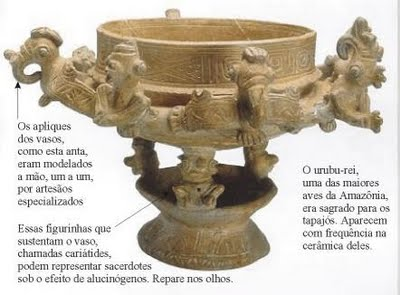 Os apliques
dos vasos,
como esta anta,
eram modelados
a mão, um a um,
por artesãos
especializados
Essas figurinhas que
sustentam o vaso,
chamadas cariátides,
podem representar sacerdotes
sob o efeito de alucinógenos. Repare nos olhos.
O urubu-rei,
uma das maiores
aves da Amazônia,
era sagrado para os
tapajós. Aparecem
com frequência na
cerâmica deles.